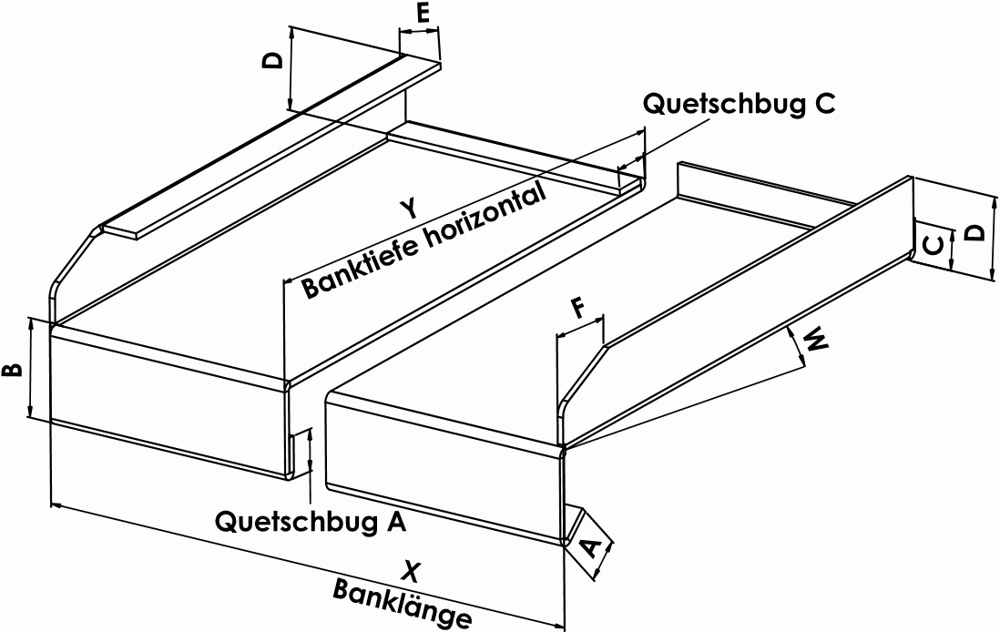 E
D
Quetschbug C
Y
Banktiefe horizontal
D
C
F
W
B
Quetschbug A
A
X
Banklänge